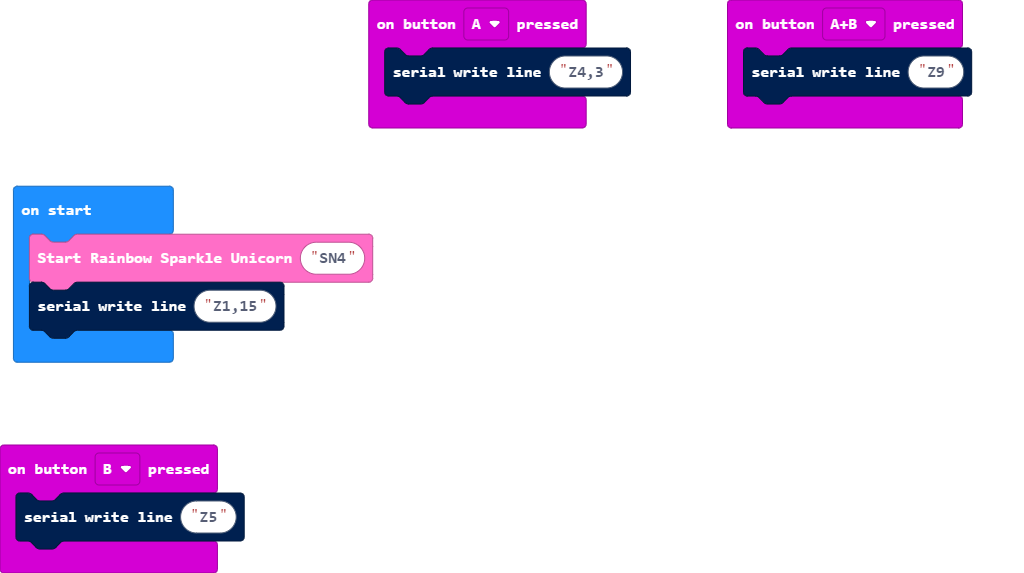 on button A pressed
serial write line "Z4,3"
on button A+B pressed
serial write line "Z9"
on start
Start Rainbow Sparkle Unicorn "SN4"
serial write line "Z1,15"
on button B pressed
serial write line "Z5"